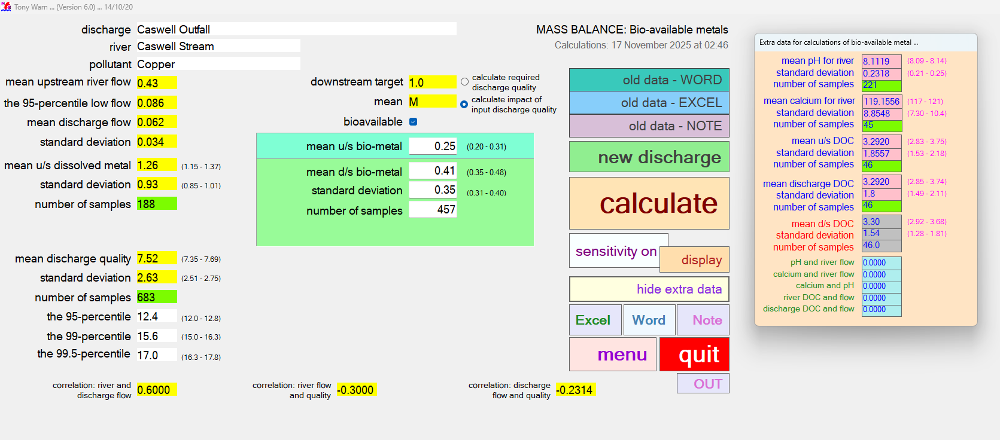 Tony Warn ... (Version 6.0) ... 14/10/20
discharge Caswell Outfall
river Caswell Stream
pollutant Copper
mean upstream river flow 0.43
the 95-percentile low flow 0.086
mean discharge flow 0.062
standard deviation 0.034
mean u/s dissolved metal 1.26 (1.15 - 1.37)
standard deviation 0.93 (0.85 - 1.01)
number of samples 188
mean discharge quality 7.52 (7.35 - 7.69)
standard deviation 2.63 (2.51 - 2.75)
number of samples 683
the 95-percentile 12.4 (12.0 - 12.8)
the 99-percentile 15.6 (15.0 - 16.3)
the 99.5-percentile 17.0 (16.3 - 17.8)
correlation: river and
discharge flow 0.6000
correlation: river flow
and quality -0.3000
correlation: discharge
flow and quality -0.2314
downstream target 1.0
mean M
bioavailable
calculate required
discharge quality
calculate impact of
input discharge quality
mean u/s bio-metal 0.25 (0.20 - 0.31)
mean d/s bio-metal 0.41 (0.35 - 0.48)
standard deviation 0.35 (0.31 - 0.40)
number of samples 457
MASS BALANCE: Bio-available metals
Calculations: 17 November 2025 at 02:46
old data - WORD
old data - EXCEL
old data - NOTE
new discharge
calculate
sensitivity on
display
hide extra data
Excel Word Note
menu quit
OUT
Extra data for calculations of bio-available metal ...
mean pH for river 8.1119 (8.09 - 8.14)
standard deviation 0.2318 (0.21 - 0.25)
number of samples 221
mean calcium for river 119.1556 (117 - 121)
standard deviation 8.8548 (7.30 - 10.4)
number of samples 45
mean u/s DOC 3.2920 (2.83 - 3.75)
standard deviation 1.8557 (1.53 - 2.18)
number of samples 46
mean discharge DOC 3.2920 (2.85 - 3.74)
standard deviation 1.8 (1.49 - 2.11)
number of samples 46
mean d/s DOC 3.30 (2.92 - 3.68)
standard deviation 1.54 (1.28 - 1.81)
number of samples 46.0
pH and river flow 0.0000
calcium and river flow 0.0000
calcium and pH 0.0000
river DOC and flow 0.0000
discharge DOC and flow 0.0000